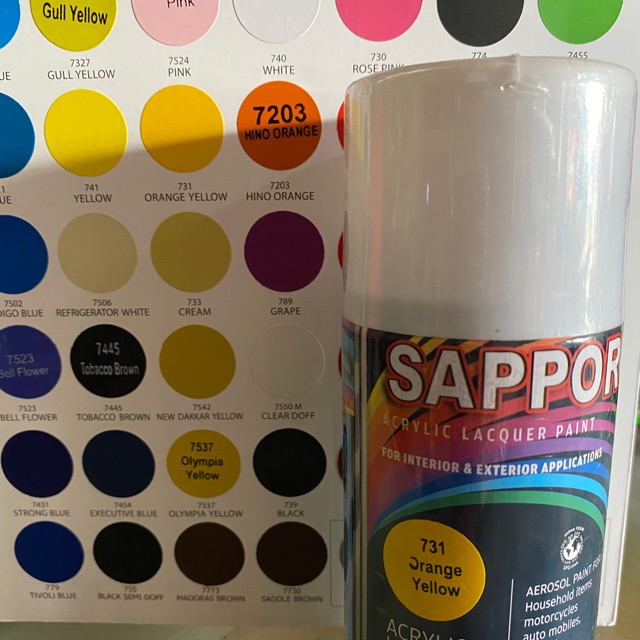 Gull Yellow
Pink
7327
GULL YELLOW
7524
PINK
740
WHITE
730
ROSE PINK
774
7455
741
YELLOW
731
ORANGE YELLOW
7203
HINO ORANGE
7203
HINO ORANGE
7502
7506
REFRIGERATOR WHITE
733
CREAM
789
GRAPE
7523
Bell Flower
7445
Tobacco Brown
7523
BELL FLOWER
7445
TOBACCO BROWN
7542
NEW DAKKAR YELLOW
7550 M
CLEAR DOFF
7537
Olympia
Yellow
7431
STRONG BLUE
7454
EXECUTIVE BLUE
7537
OLYMPIA YELLOW
739
BLACK
779
TIVOLI BLUE
755
BLACK SEMI DOFF
7773
MADORAS BROWN
7730
SADDLE BROWN
SAPPOR
ACRYLIC LACQUER PAINT
FOR INTERIOR & EXTERIOR APPLICATIONS
731
Orange
Yellow
AEROSOL PAINT FO
Household items
motorcycles
auto mobiles.
ACRYLIC